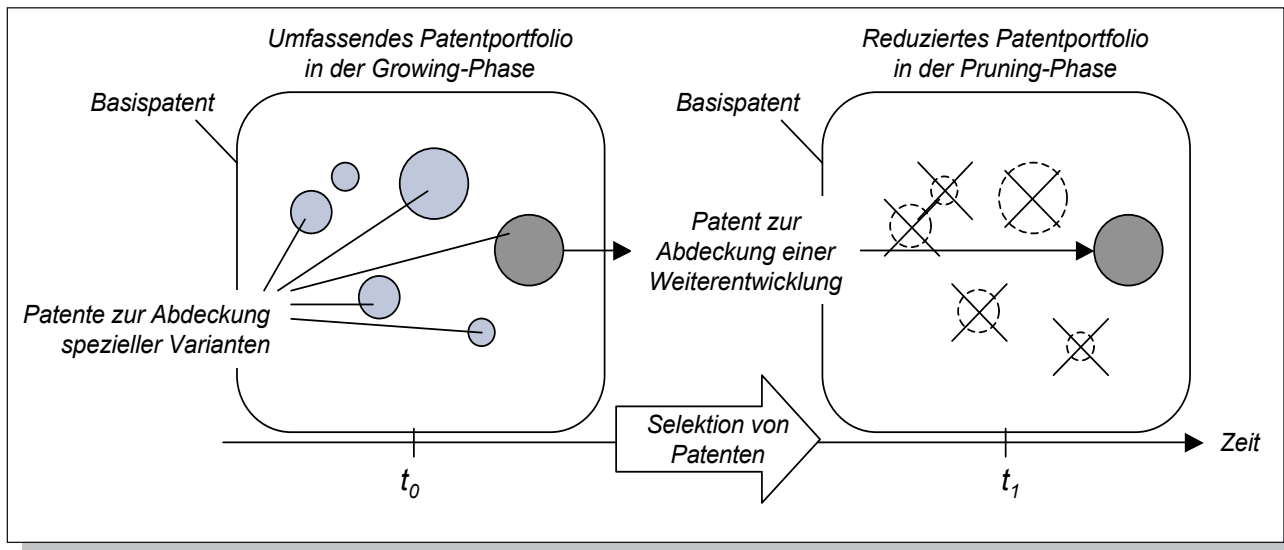 Umfassendes Patentportfolio
in der Growing-Phase
Basispatent
Patente zur Abdeckung
spezieller Varianten
Patent zur
Abdeckung einer
Weiterentwicklung
Reduziertes Patentportfolio
in der Pruning-Phase
Basispatent
Selektion von
Patenten
t0
t1
Zeit